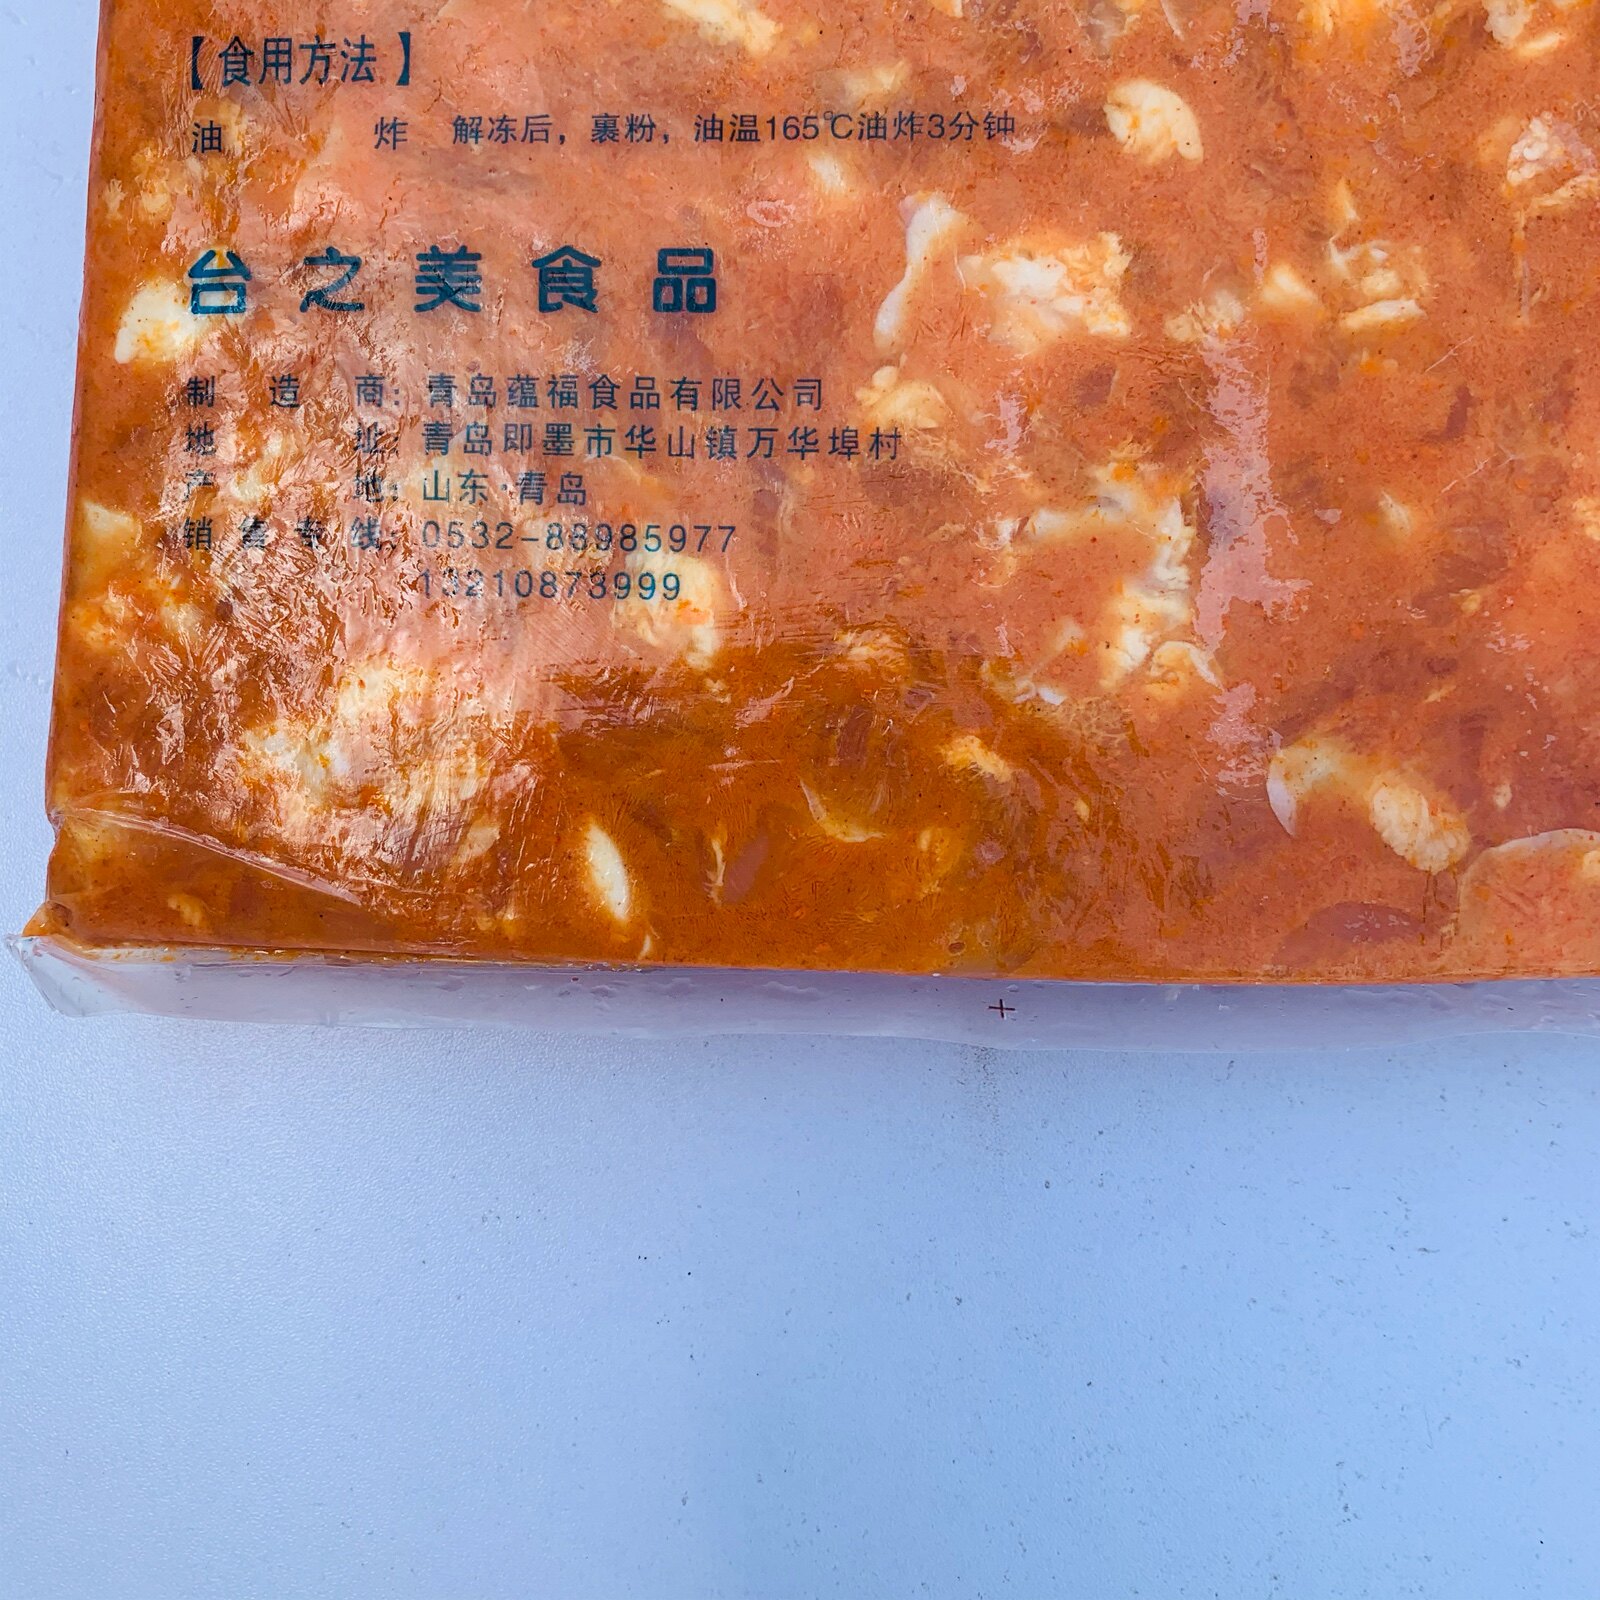 【食用方法】
油炸 解冻后，裹粉，油温165℃油炸3分钟
台之美食品
制造商：青岛蕴福食品有限公司
地址：青岛即墨市华山镇万华埠村
产地：山东·青岛
销售专线：0532-88985977
13210873999